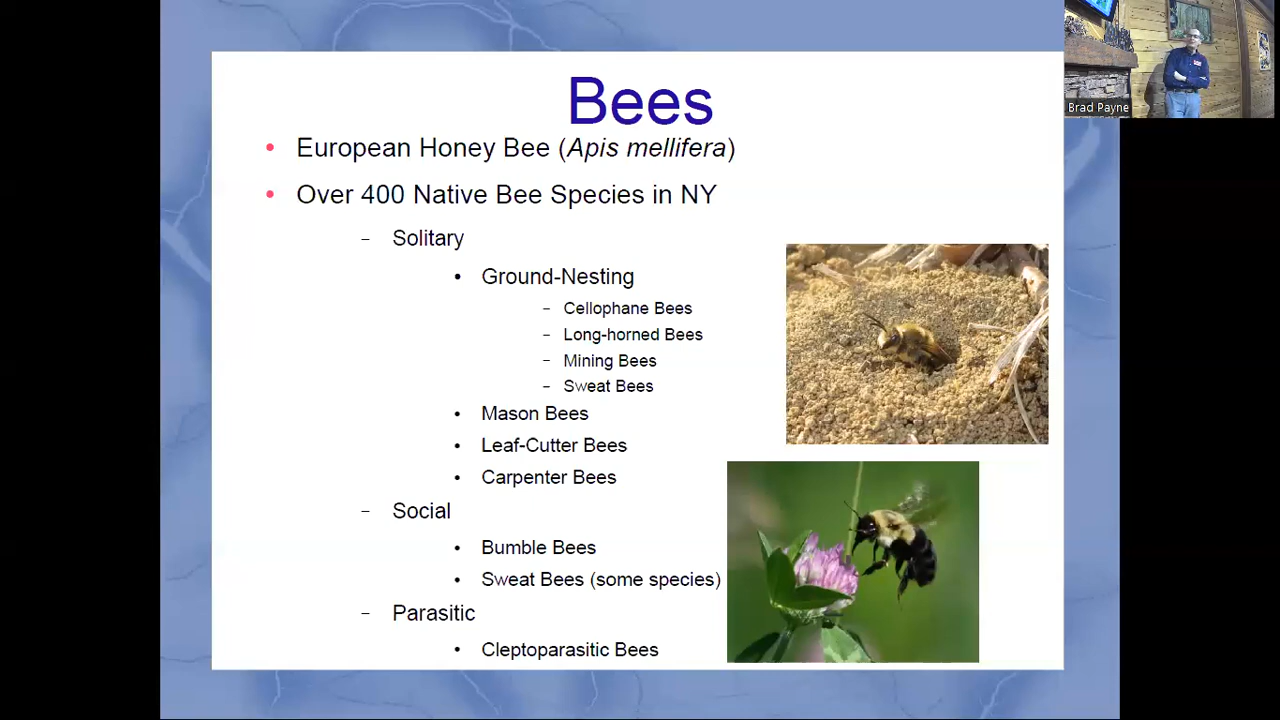 Bees
• European Honey Bee (Apis mellifera)
• Over 400 Native Bee Species in NY
– Solitary
• Ground-Nesting
– Cellophane Bees
– Long-horned Bees
– Mining Bees
– Sweat Bees
• Mason Bees
• Leaf-Cutter Bees
• Carpenter Bees
– Social
• Bumble Bees
• Sweat Bees (some species)
– Parasitic
• Cleptoparasitic Bees
Brad Payne